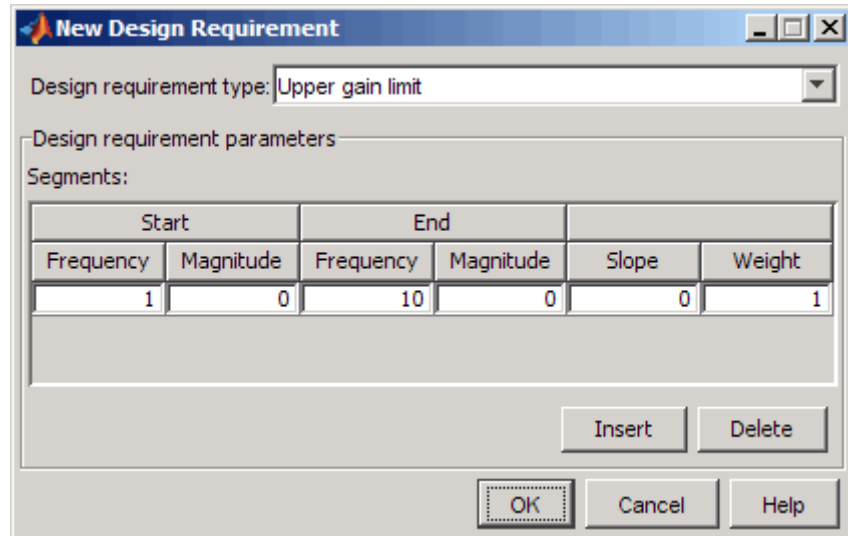 New Design Requirement
Design requirement type: Upper gain limit
Design requirement parameters
Segments:
Start End
Frequency Magnitude Frequency Magnitude Slope Weight
1 0 10 0 0 1
Insert Delete
OK Cancel Help